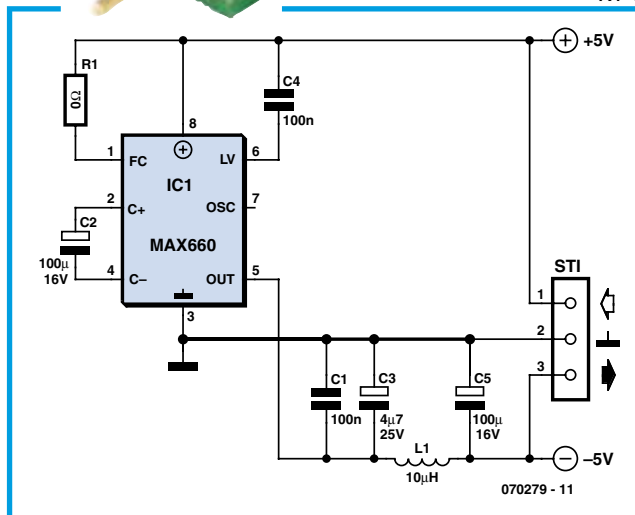 +5V
R1
0Ω
C4
100n
8
1
FC
LV
6
IC1
2
C+
OSC
7
C2
100µ
16V
MAX660
4
C–
OUT
5
3
STI
1
2
3
C1
100n
C3
4µ7
25V
C5
100µ
16V
L1
10µH
–5V
070279 - 11